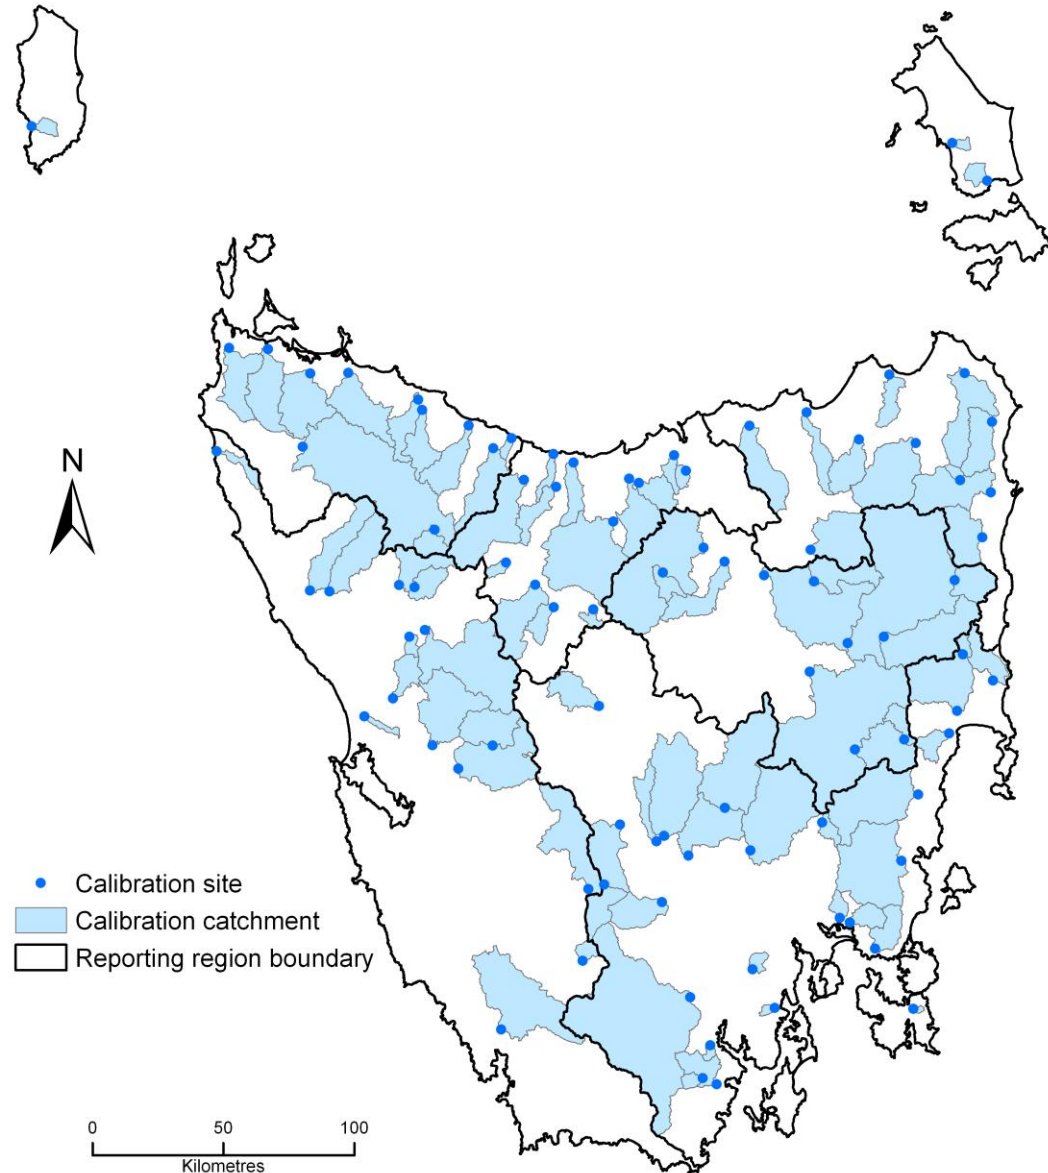 N
Calibration site
Calibration catchment
Reporting region boundary
0 50 100
Kilometres